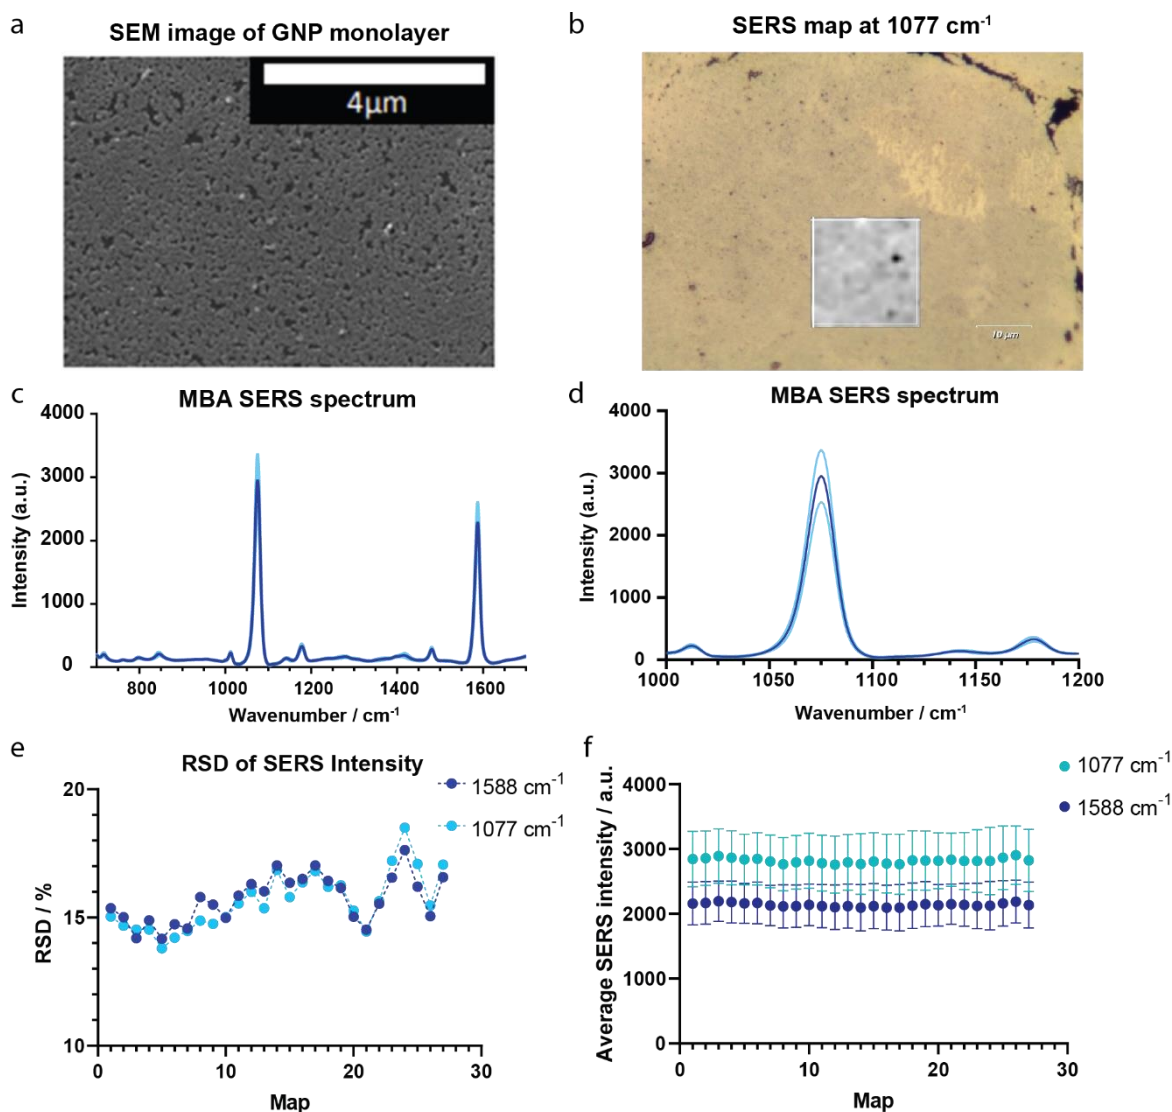 a
SEM image of GNP monolayer
4μm
b
SERS map at 1077 cm⁻¹
10 μm
c
MBA SERS spectrum
4000
3000
2000
1000
0
Intensity (a.u.)
800
1000
1200
1400
1600
Wavenumber / cm⁻¹
d
MBA SERS spectrum
4000
3000
2000
1000
0
Intensity (a.u.)
1000
1050
1100
1150
1200
Wavenumber / cm⁻¹
e
RSD of SERS Intensity
1588 cm⁻¹
1077 cm⁻¹
20
15
10
RSD / %
0
10
20
30
Map
f
1077 cm⁻¹
1588 cm⁻¹
4000
3000
2000
1000
0
Average SERS intensity / a.u.
0
10
20
30
Map